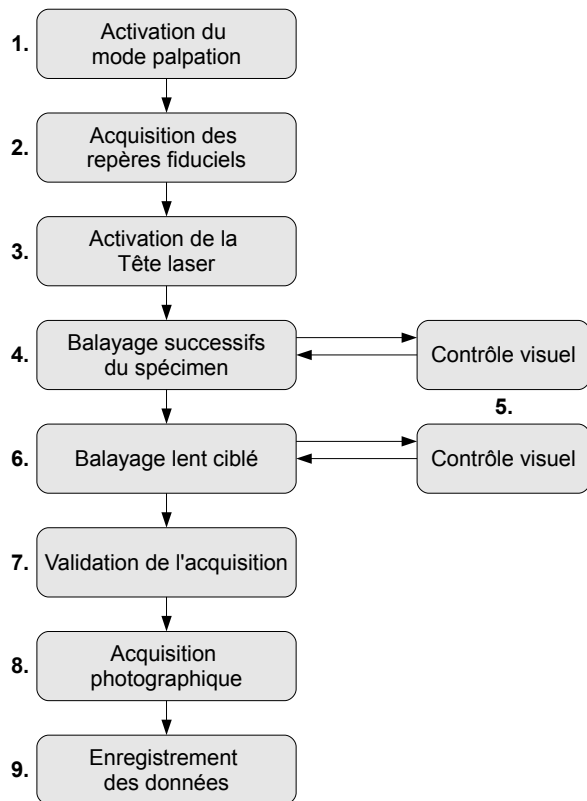 1.
Activation du
mode palpation
2.
Acquisition des
repères fiduciels
3.
Activation de la
Tête laser
4.
Balayage successifs
du spécimen
Contrôle visuel
5.
6.
Balayage lent ciblé
Contrôle visuel
7.
Validation de l'acquisition
8.
Acquisition
photographique
9.
Enregistrement
des données